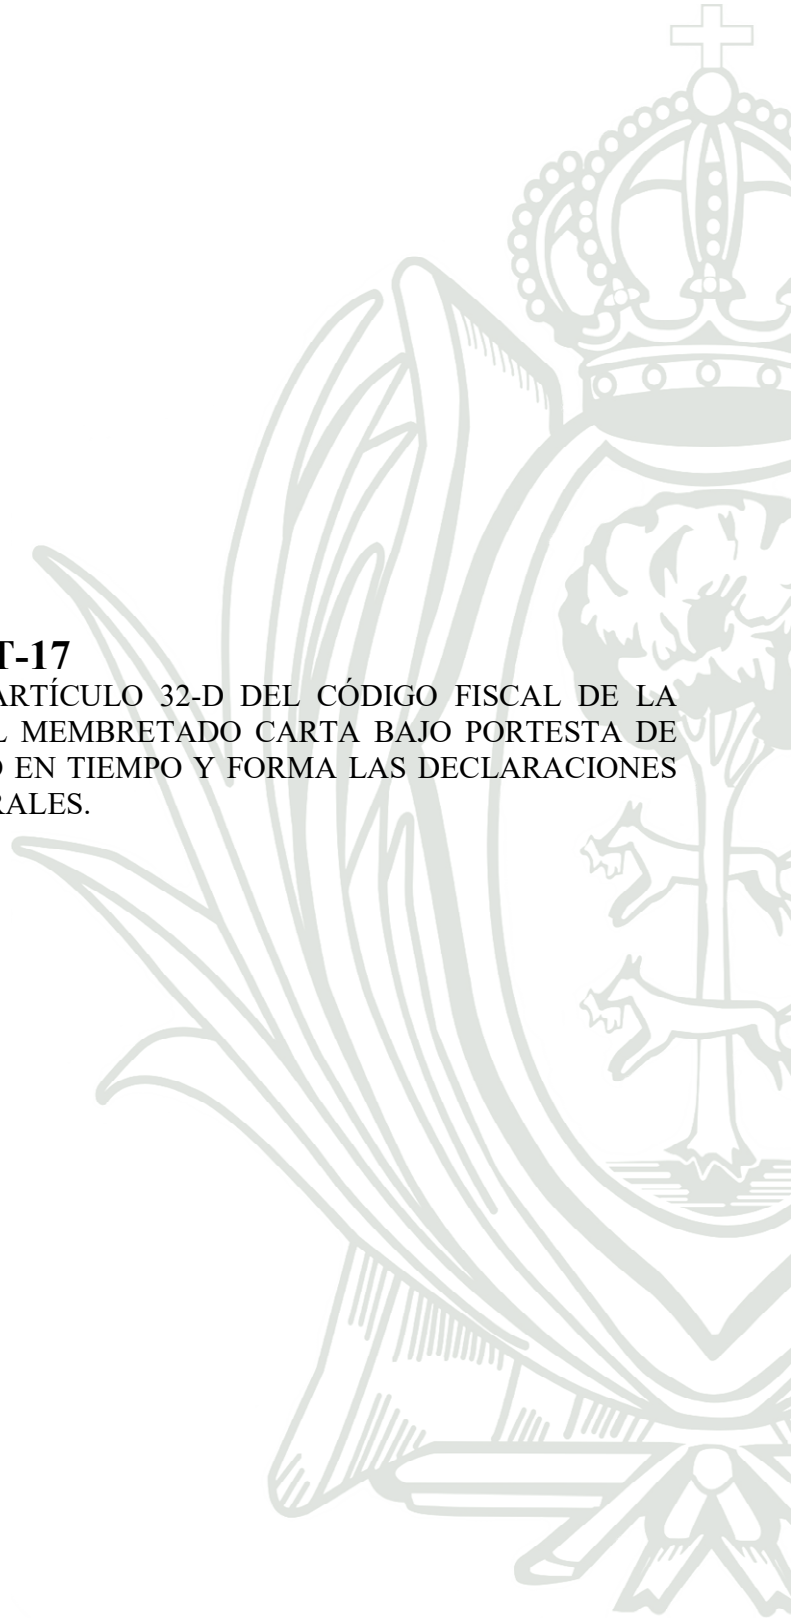 T-17
ARTÍCULO 32-D DEL CÓDIGO FISCAL DE LA
L MEMBRETADO CARTA BAJO PORTESTA DE
O EN TIEMPO Y FORMA LAS DECLARACIONES
RALES.